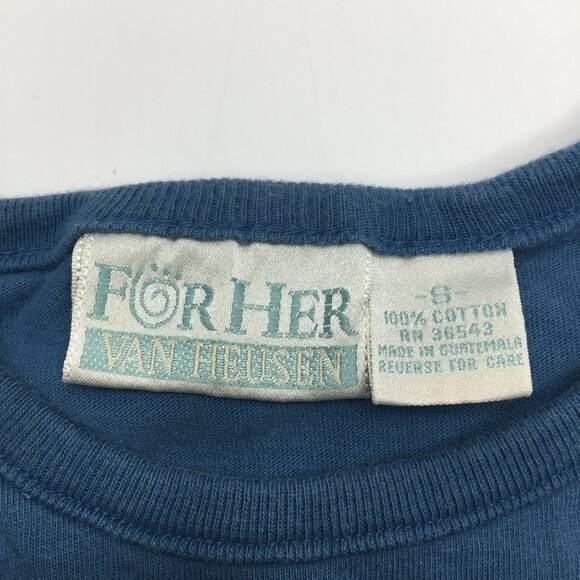 FOR HER
VAN HEUSEN
-S-
100% COTTON
RN 36543
MADE IN GUATEMALA
REVERSE FOR CARE